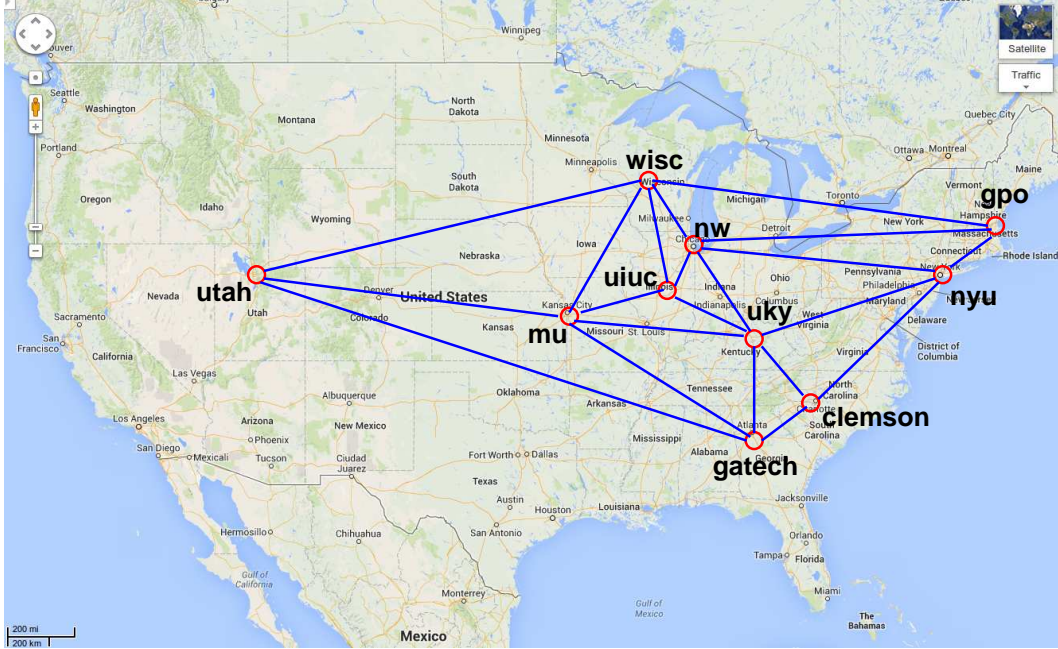 Winnipeg
Satellite
Traffic
Seattle
Washington
Montana
North
Dakota
Quebec City
Portland
Minnesota
Ottawa
Montreal
Maine
wisc
Minneapolis
Wisconsin
South
Dakota
Toronto
Vermont
gpo
Oregon
Idaho
Michigan
New
Hampshire
Wyoming
Milwaukee
nw
Detroit
New York
Massachusetts
Iowa
Chicago
Connecticut
Rhode Island
Nebraska
uiuc
Illinois
Indiana
Ohio
Pennsylvania
New York
utah
Nevada
Utah
Denver
United States
Indianapolis
Columbus
Philadelphia
Maryland
New Jersey
nyu
Colorado
Kansas City
uky
West
Virginia
Delaware
Sacramento
San
Francisco
Kansas
mu
Missouri
St. Louis
Kentucky
Virginia
District of
Columbia
California
Las Vegas
Tennessee
North
Carolina
Albuquerque
Oklahoma
Arkansas
Charlotte
clemson
Los Angeles
Arizona
New Mexico
Atlanta
South
Carolina
Phoenix
Mississippi
Alabama
Georgia
San Diego
Mexicali
Tucson
Ciudad
Juarez
Fort Worth
Dallas
gatech
Texas
Jacksonville
Austin
Houston
Louisiana
San Antonio
Hermosillo
Chihuahua
Orlando
Tampa
Florida
Gulf of
California
Monterrey
Miami
Gulf of
Mexico
The
Bahamas
Mexico
200 mi
200 km